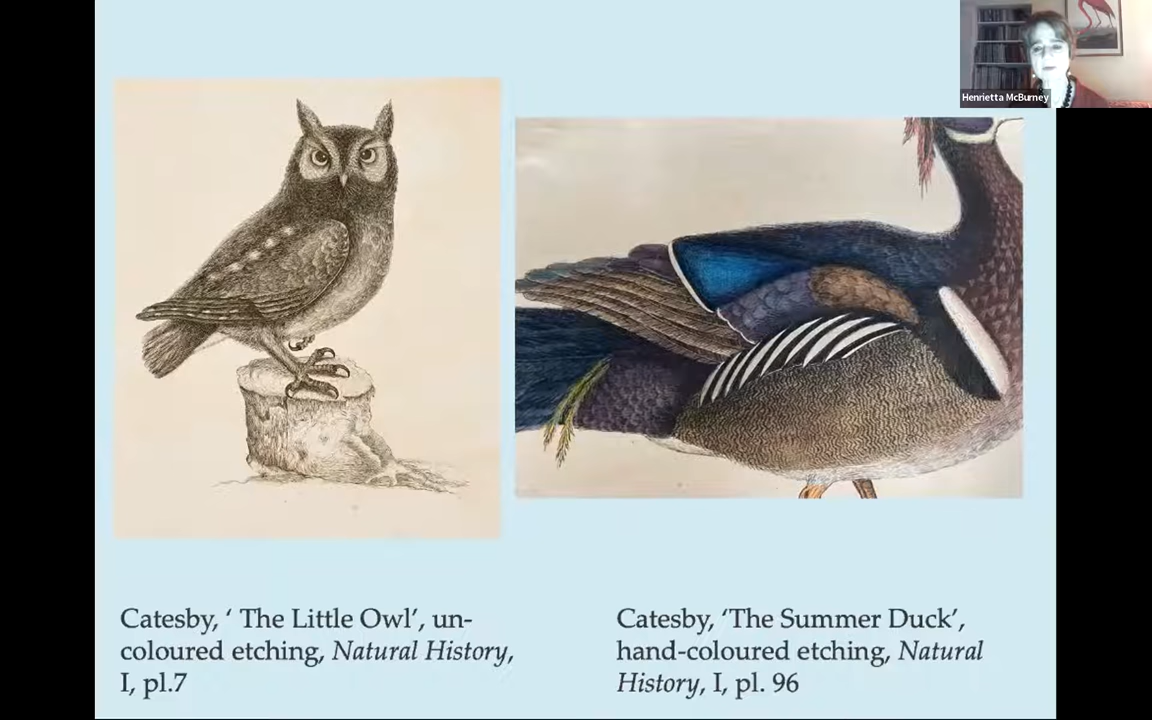 Henrietta McBurney
Catesby, ‘ The Little Owl’, un-
coloured etching, Natural History,
I, pl.7
Catesby, ‘The Summer Duck’,
hand-coloured etching, Natural
History, I, pl. 96